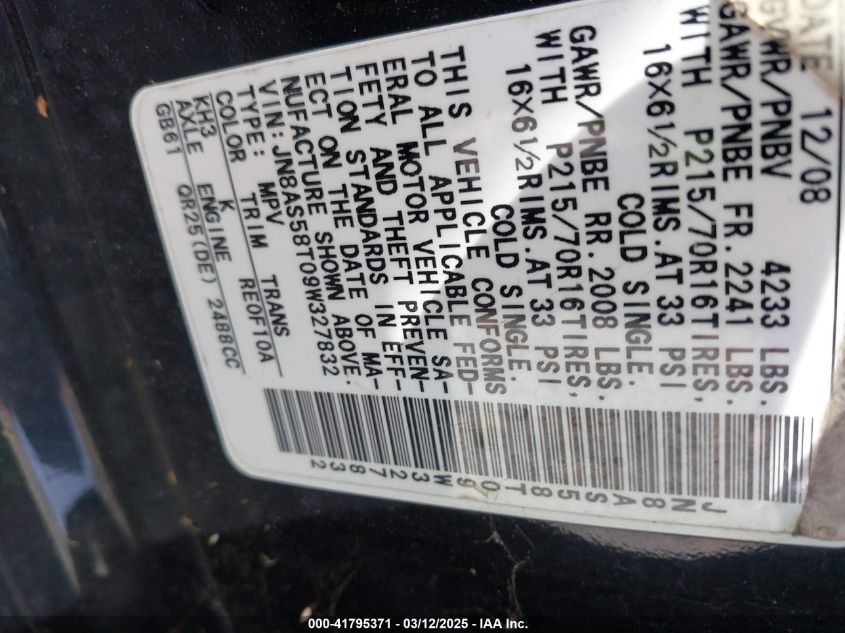 DATE 12/08
GVWR/PNBV 4233 LBS.
GAWR/PNBE FR. 2241 LBS.
WITH P215/70R16TIRES,
16X6½RIMS.AT 33 PSI
COLD SINGLE.
GAWR/PNBE RR. 2008 LBS.
WITH P215/70R16TIRES,
16X6½RIMS.AT 33 PSI
COLD SINGLE.
THIS VEHICLE CONFORMS
TO ALL APPLICABLE FED-
ERAL MOTOR VEHICLE SA-
FETY AND THEFT PREVEN-
TION STANDARDS IN EFF-
ECT ON THE DATE OF MA-
NUFACTURE SHOWN ABOVE.
VIN: JN8AS58T09W327832
TYPE: MPV
COLOR TRIM TRANS
KH3 K RE0F10A
AXLE ENGINE
GB61 QR25(DE) 2488CC
JN8AS58T09W327832
000-41795371 - 03/12/2025 - IAA Inc.